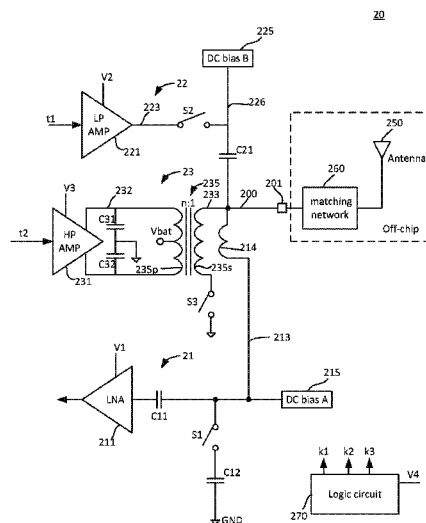 20
225
DC bias B
V2
22
S2
t1
LP AMP
223
226
221
C21
250
Antenna
260
matching network
Off-chip
23
235
233
200
201
V3
232
n:1
C31
Vbat
C32
t2
HP AMP
231
235p
235s
214
S3
213
21
V1
215
LNA
C11
DC bias A
211
S1
C12
k1
k2
k3
V4
Logic circuit
270
GND